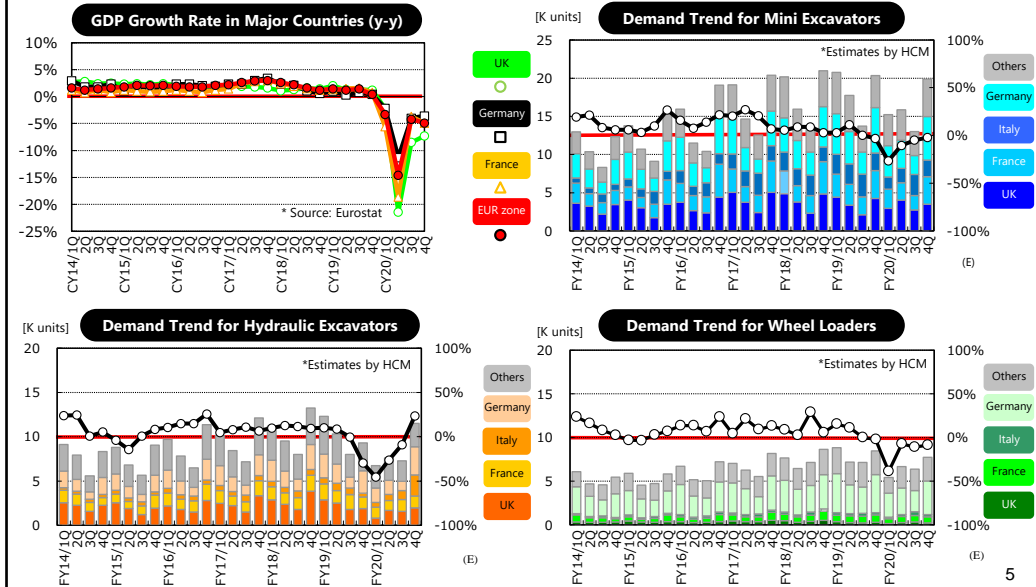 GDP Growth Rate in Major Countries (y-y)
10%
5%
0%
-5%
-10%
-15%
-20%
-25%
* Source: Eurostat
CY14/1Q 2Q 3Q 4Q CY15/1Q 2Q 3Q 4Q CY16/1Q 2Q 3Q 4Q CY17/1Q 2Q 3Q 4Q CY18/1Q 2Q 3Q 4Q CY19/1Q 2Q 3Q 4Q CY20/1Q 2Q 3Q 4Q
UK
Germany
France
EUR zone
Demand Trend for Mini Excavators
[K units]
*Estimates by HCM
25
20
15
10
5
0
100%
50%
0%
-50%
-100%
FY14/1Q 2Q 3Q 4Q FY15/1Q 2Q 3Q 4Q FY16/1Q 2Q 3Q 4Q FY17/1Q 2Q 3Q 4Q FY18/1Q 2Q 3Q 4Q FY19/1Q 2Q 3Q 4Q FY20/1Q 2Q 3Q 4Q
(E)
Others
Germany
Italy
France
UK
Demand Trend for Hydraulic Excavators
[K units]
*Estimates by HCM
20
15
10
5
0
100%
50%
0%
-50%
-100%
FY14/1Q 2Q 3Q 4Q FY15/1Q 2Q 3Q 4Q FY16/1Q 2Q 3Q 4Q FY17/1Q 2Q 3Q 4Q FY18/1Q 2Q 3Q 4Q FY19/1Q 2Q 3Q 4Q FY20/1Q 2Q 3Q 4Q
(E)
Others
Germany
Italy
France
UK
Demand Trend for Wheel Loaders
[K units]
*Estimates by HCM
20
15
10
5
0
100%
50%
0%
-50%
-100%
FY14/1Q 2Q 3Q 4Q FY15/1Q 2Q 3Q 4Q FY16/1Q 2Q 3Q 4Q FY17/1Q 2Q 3Q 4Q FY18/1Q 2Q 3Q 4Q FY19/1Q 2Q 3Q 4Q FY20/1Q 2Q 3Q 4Q
(E)
Others
Germany
Italy
France
UK
5